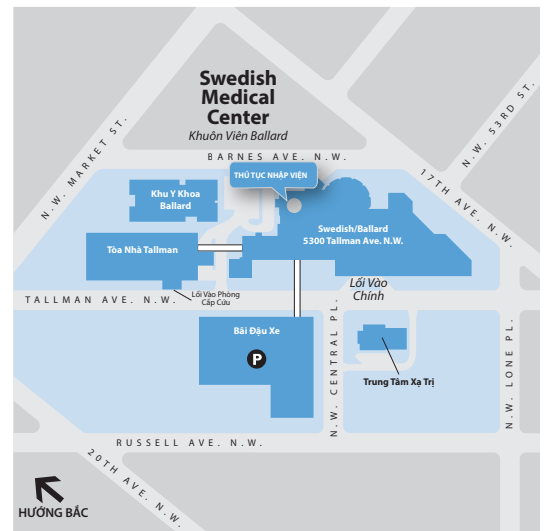 Swedish
Medical
Center
Khuôn Viên Ballard
N.W. MARKET ST.
N.W. 53RD ST.
BARNES AVE. N.W.
17TH AVE. N.W.
THỦ TỤC NHẬP VIỆN
Khu Y Khoa
Ballard
Swedish/Ballard
5300 Tallman Ave. N.W.
Tòa Nhà Tallman
Lối Vào
Chính
Lối Vào Phòng
Cấp Cứu
TALLMAN AVE. N.W.
Bãi Đậu Xe
P
N.W. CENTRAL PL.
N.W. LONE PL.
Trung Tâm Xạ Trị
RUSSELL AVE. N.W.
20TH AVE. N.W.
HƯỚNG BẮC